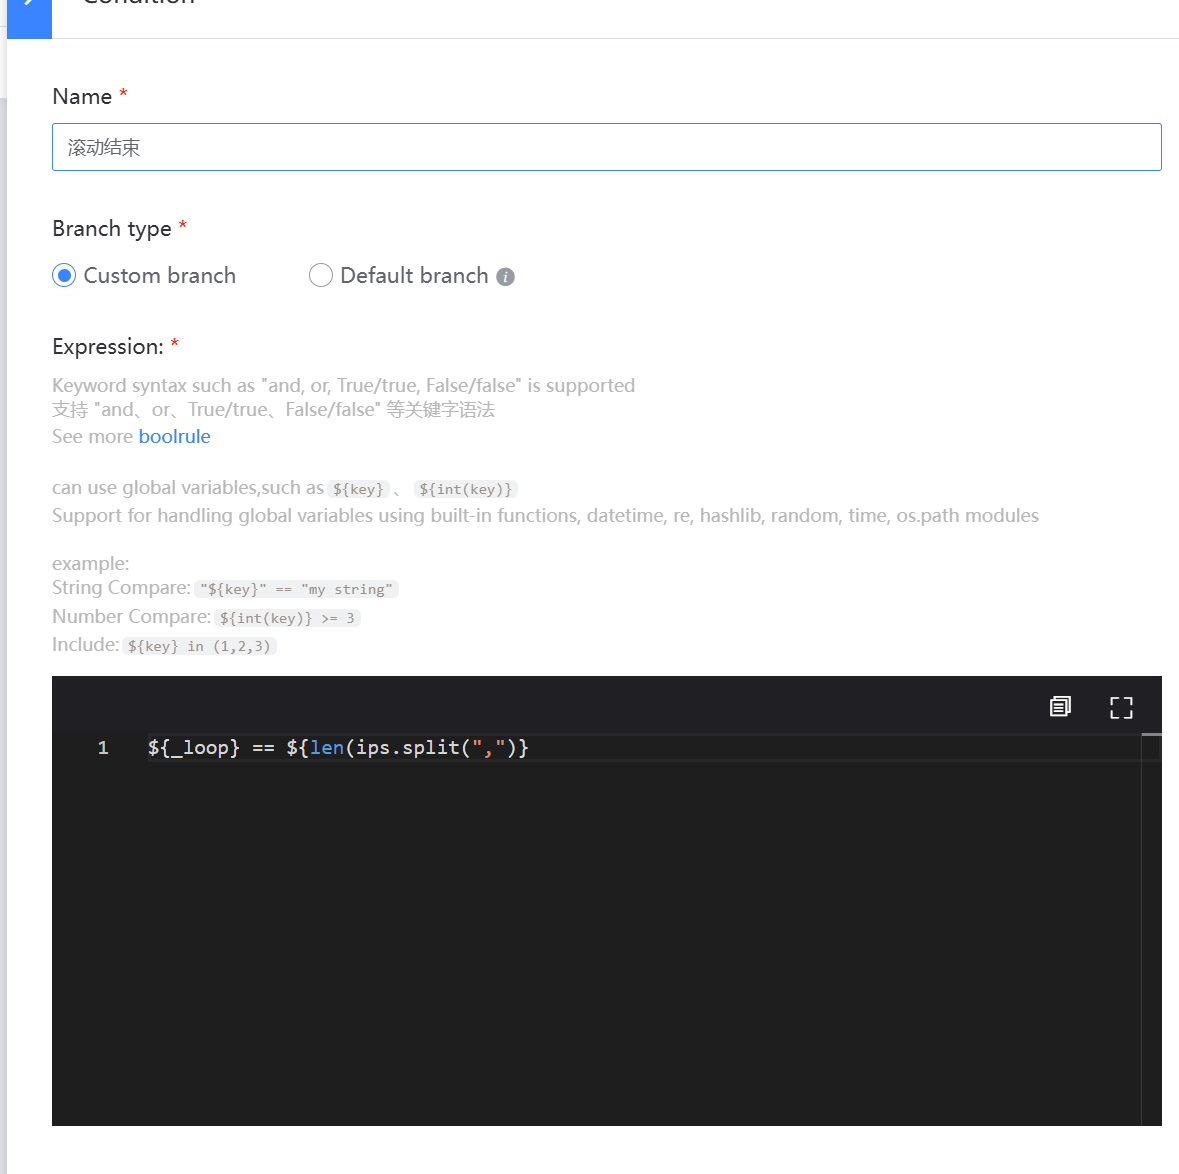 Condition
Name *
滚动结束
Branch type *
Custom branch
Default branch i
Expression: *
Keyword syntax such as "and, or, True/true, False/false" is supported
支持 "and、or、True/true、False/false" 等关键字语法
See more boolrule
can use global variables,such as ${key} 、 ${int(key)}
Support for handling global variables using built-in functions, datetime, re, hashlib, random, time, os.path modules
example:
String Compare: "${key}" == "my string"
Number Compare: ${int(key)} >= 3
Include: ${key} in (1,2,3)
1 ${_loop} == ${len(ips.split(",")}